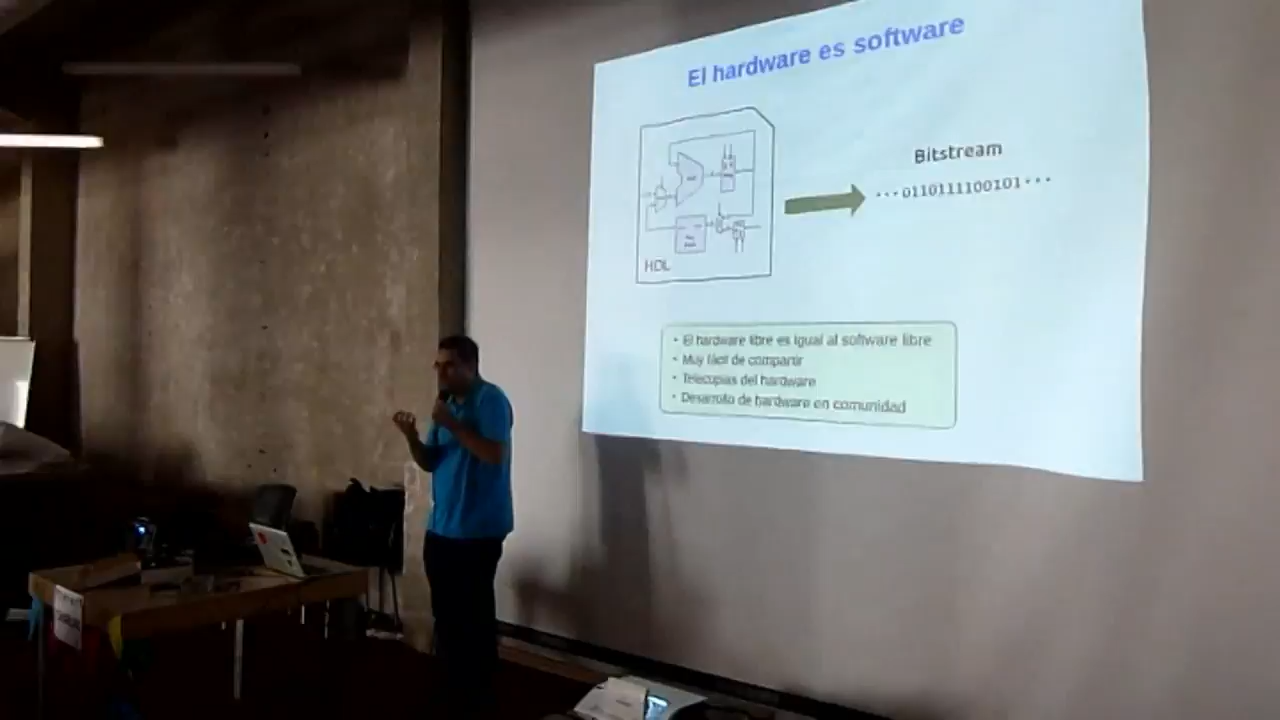 El hardware es software
HDL
Bitstream
···0110111100101···
• El hardware libre es igual al software libre
• Muy fácil de compartir
• Telecopias del hardware
• Desarrollo de hardware en comunidad